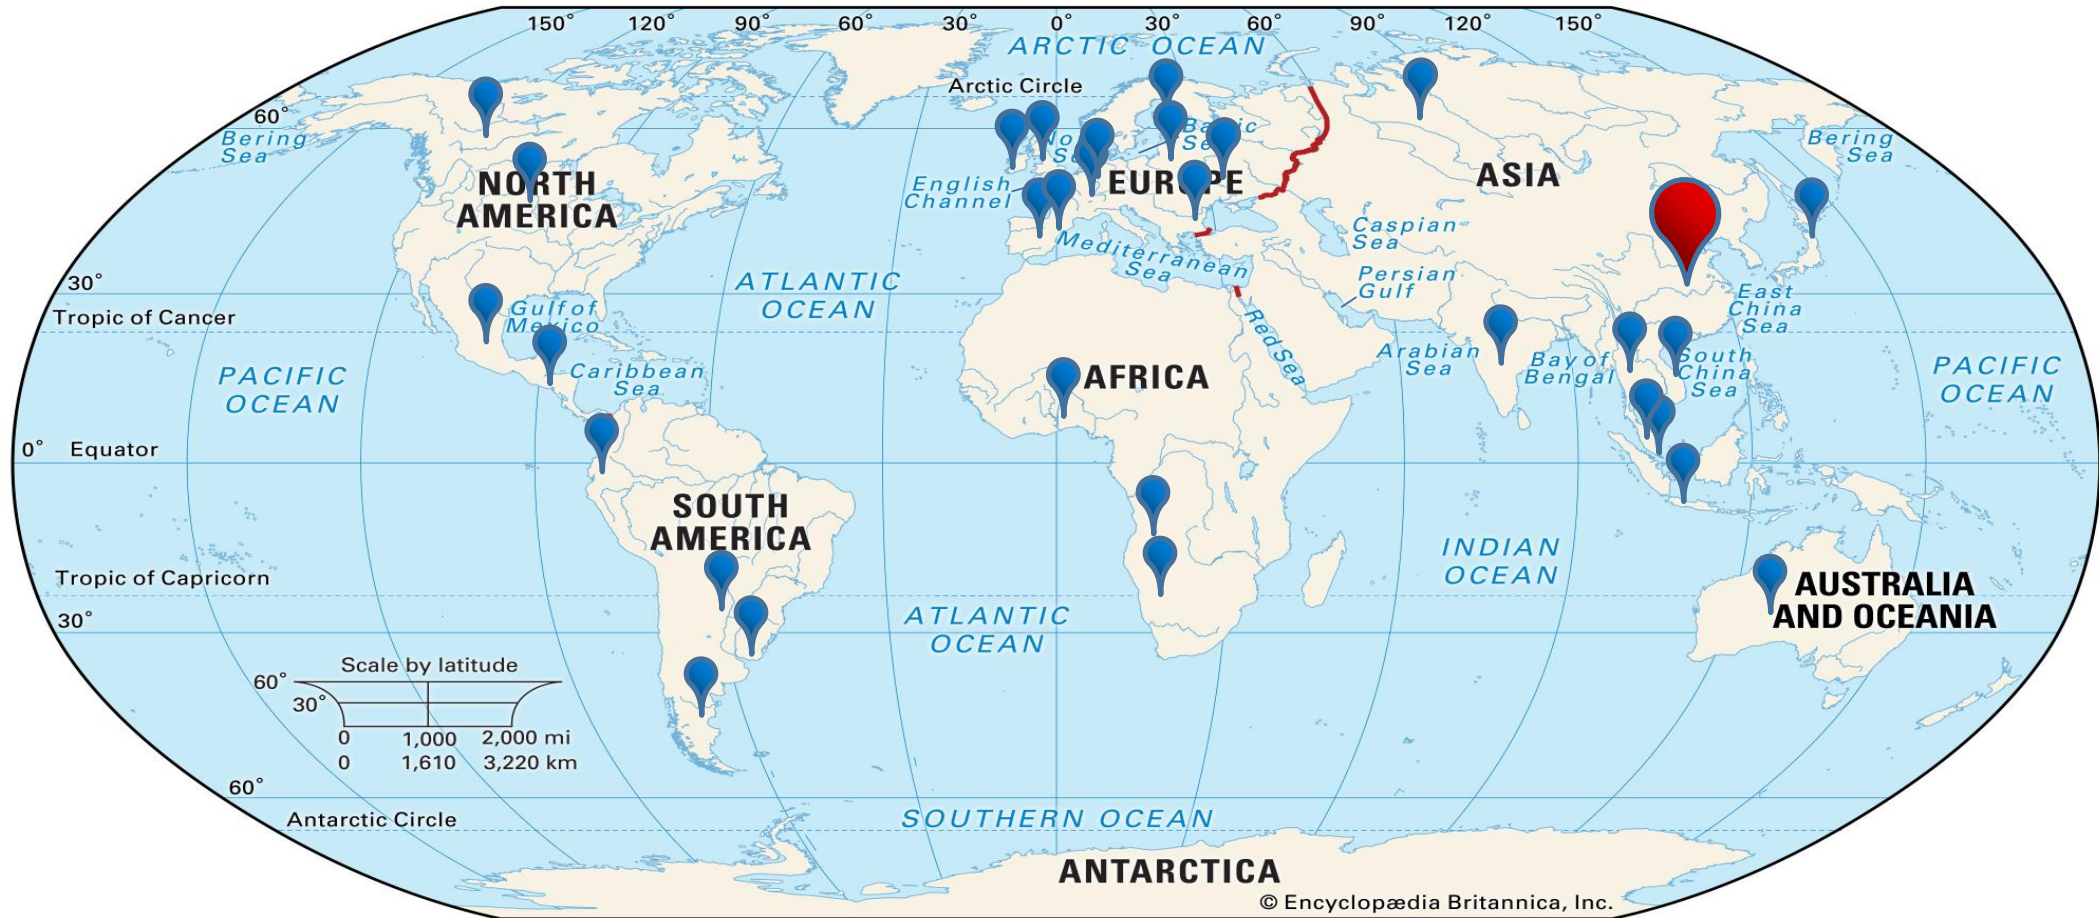 150°
120°
90°
60°
30°
0°
30°
60°
90°
120°
150°
ARCTIC OCEAN
Arctic Circle
60°
Bering
Sea
Bering
Sea
NORTH
AMERICA
English
Channel
EUROPE
ASIA
Caspian
Sea
Mediterranean
Sea
Persian
Gulf
30°
Tropic of Cancer
Gulf of
Mexico
ATLANTIC
OCEAN
Red Sea
East
China
Sea
PACIFIC
OCEAN
Caribbean
Sea
AFRICA
Arabian
Sea
Bay of
Bengal
South
China
Sea
PACIFIC
OCEAN
0°
Equator
SOUTH
AMERICA
INDIAN
OCEAN
Tropic of Capricorn
AUSTRALIA
AND OCEANIA
30°
ATLANTIC
OCEAN
Scale by latitude
60°
30°
0 1,000 2,000 mi
0 1,610 3,220 km
60°
Antarctic Circle
SOUTHERN OCEAN
ANTARCTICA
© Encyclopædia Britannica, Inc.